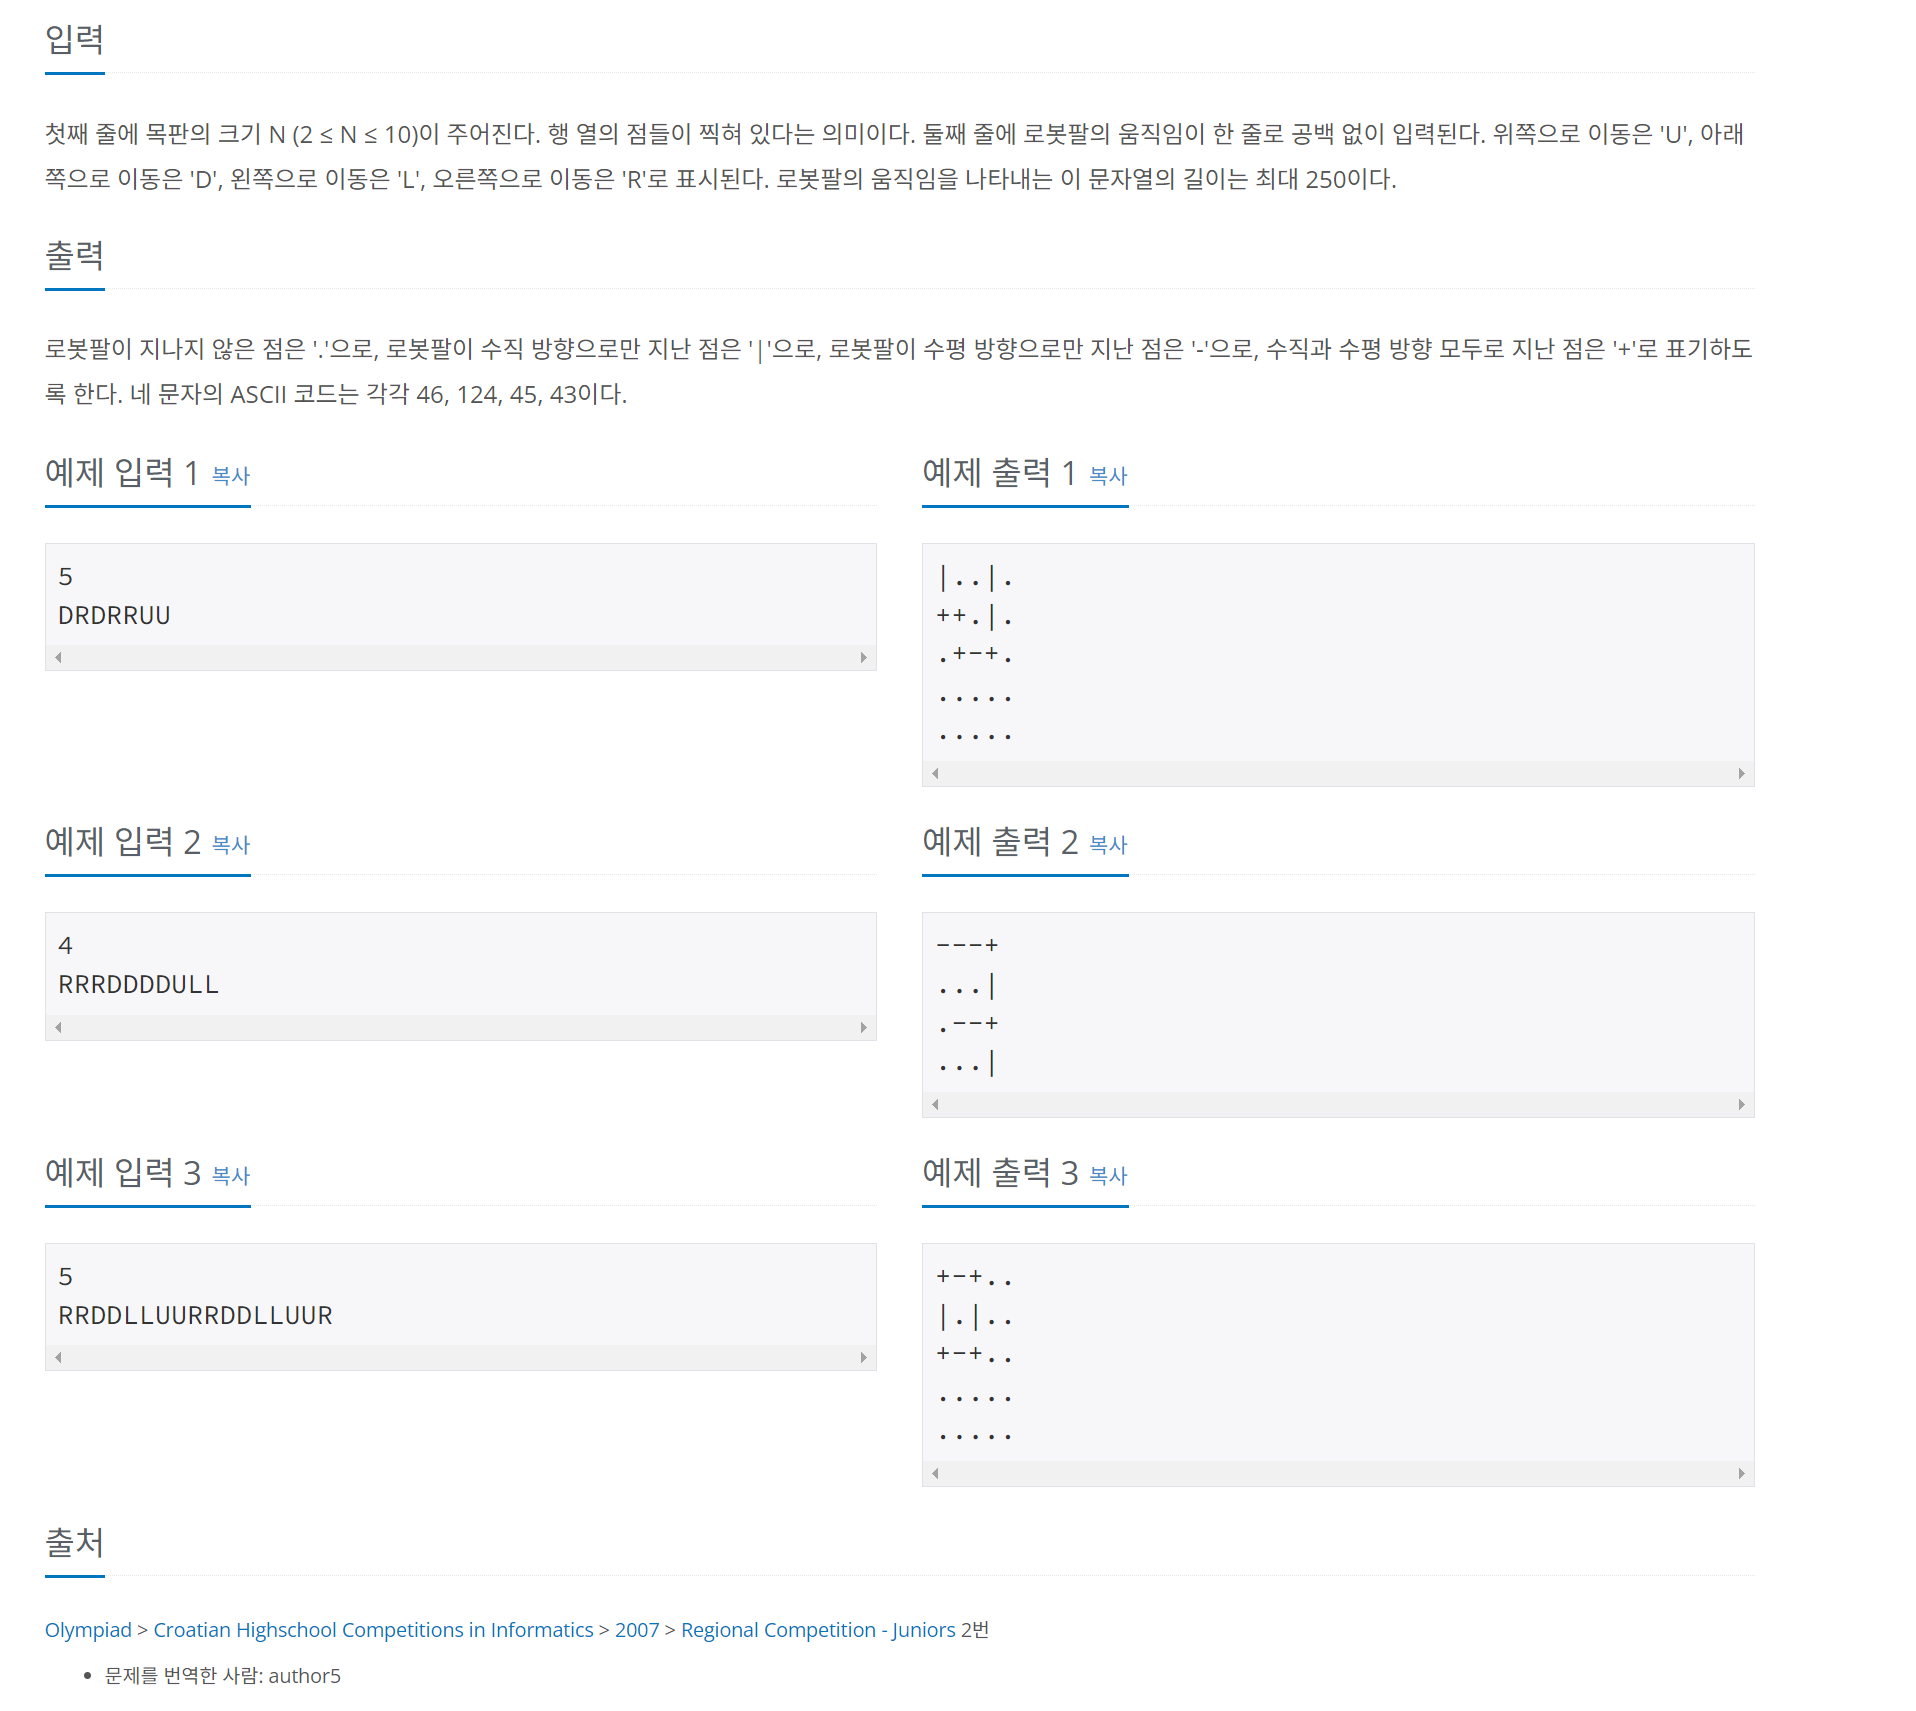 입력
첫째 줄에 목판의 크기 N (2 ≤ N ≤ 10)이 주어진다. 행 열의 점들이 찍혀 있다는 의미이다. 둘째 줄에 로봇팔의 움직임이 한 줄로 공백 없이 입력된다. 위쪽으로 이동은 'U', 아래
쪽으로 이동은 'D', 왼쪽으로 이동은 'L', 오른쪽으로 이동은 'R'로 표시된다. 로봇팔의 움직임을 나타내는 이 문자열의 길이는 최대 250이다.
출력
로봇팔이 지나지 않은 점은 '.'으로, 로봇팔이 수직 방향으로만 지난 점은 '|'으로, 로봇팔이 수평 방향으로만 지난 점은 '-'으로, 수직과 수평 방향 모두로 지난 점은 '+'로 표기하도
록 한다. 네 문자의 ASCII 코드는 각각 46, 124, 45, 43이다.
예제 입력 1 복사
5
DRDRRUU
예제 출력 1 복사
|..|.
++.|.
.+-+.
.....
.....
예제 입력 2 복사
4
RRRDDDDULL
예제 출력 2 복사
---+
...|
.--+
...|
예제 입력 3 복사
5
RRDDLLUURRDDLLUUR
예제 출력 3 복사
+-+..
|.|..
+-+..
.....
.....
출처
Olympiad > Croatian Highschool Competitions in Informatics > 2007 > Regional Competition - Juniors 2번
• 문제를 번역한 사람: author5